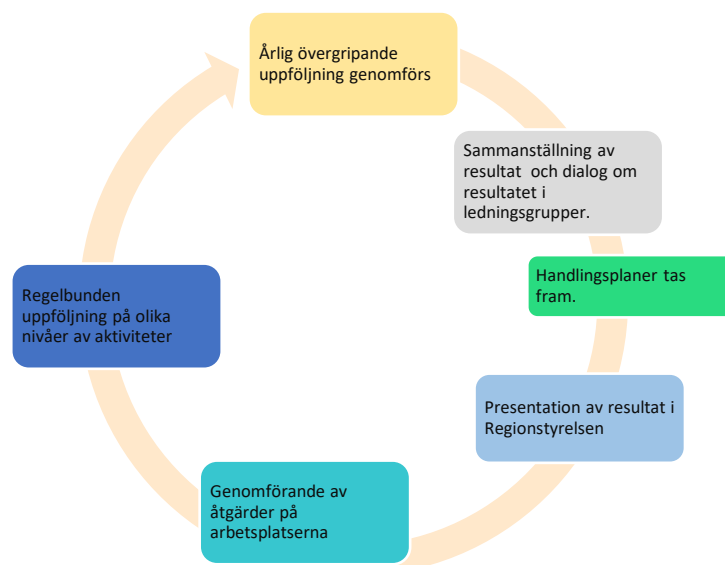 Årlig övergripande
uppföljning genomförs
Sammanställning av
resultat  och dialog om
resultatet i
ledningsgrupper.
Handlingsplaner tas
fram.
Presentation av resultat i
Regionstyrelsen
Genomförande av
åtgärder på
arbetsplatserna
Regelbunden
uppföljning på olika
nivåer av aktiviteter